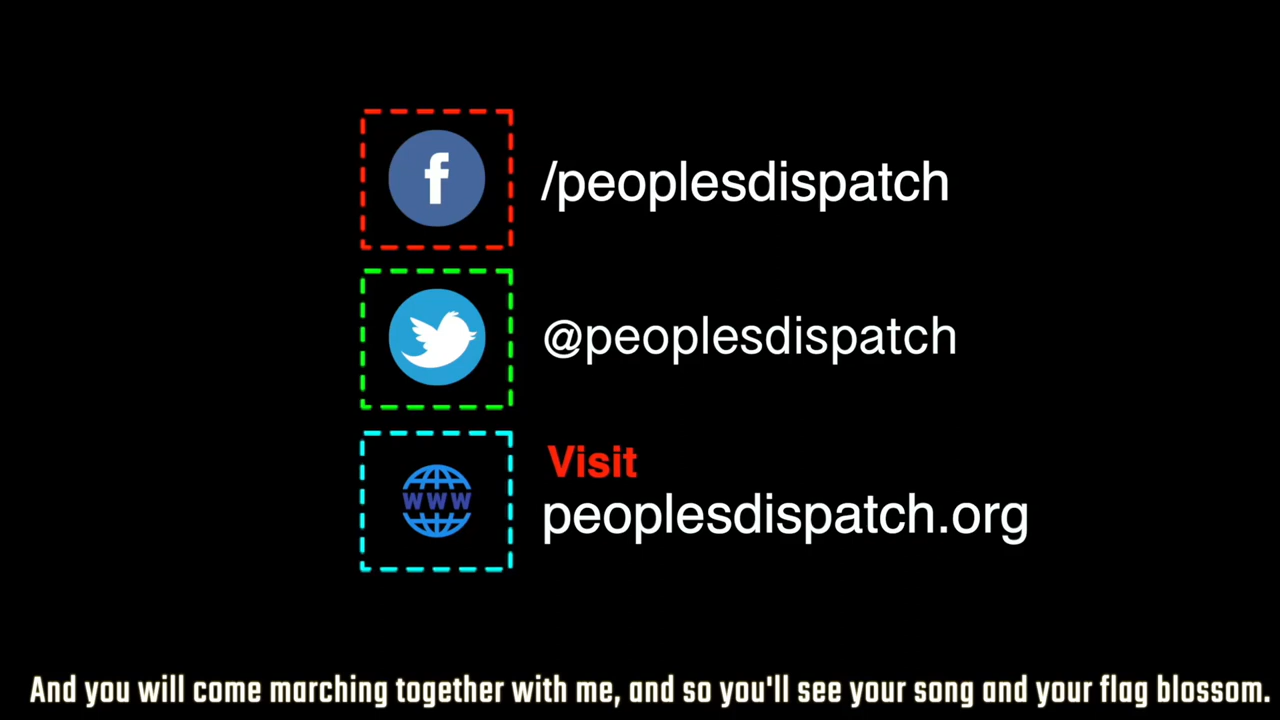 f
/peoplesdispatch
@peoplesdispatch
Visit
www
peoplesdispatch.org
And you will come marching together with me, and so you'll see your song and your flag blossom.